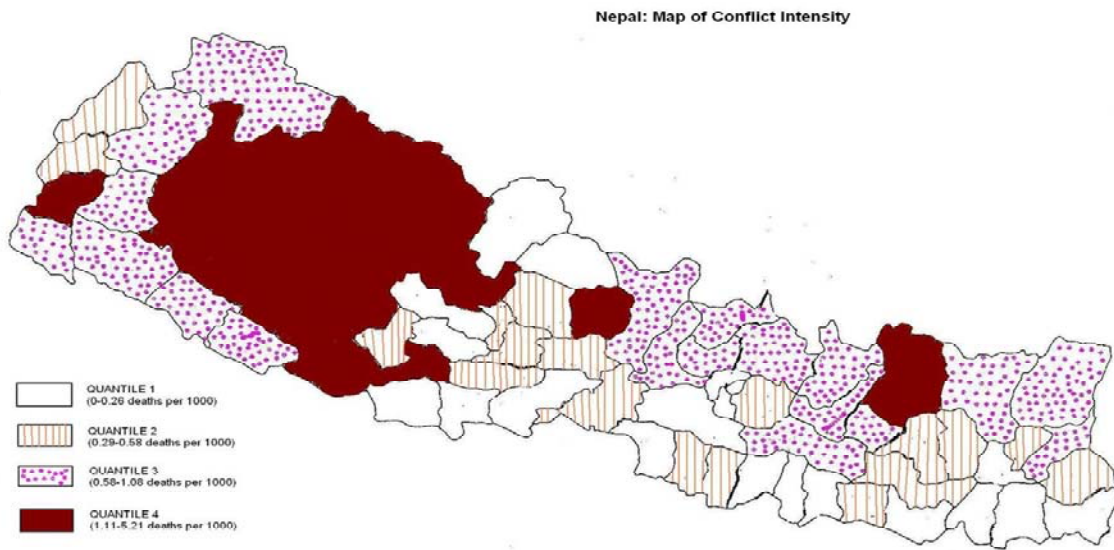 Nepal: Map of Conflict Intensity
QUANTILE 1
(0-0.26 deaths per 1000)
QUANTILE 2
(0.29-0.58 deaths per 1000)
QUANTILE 3
(0.58-1.08 deaths per 1000)
QUANTILE 4
(1.11-5.21 deaths per 1000)